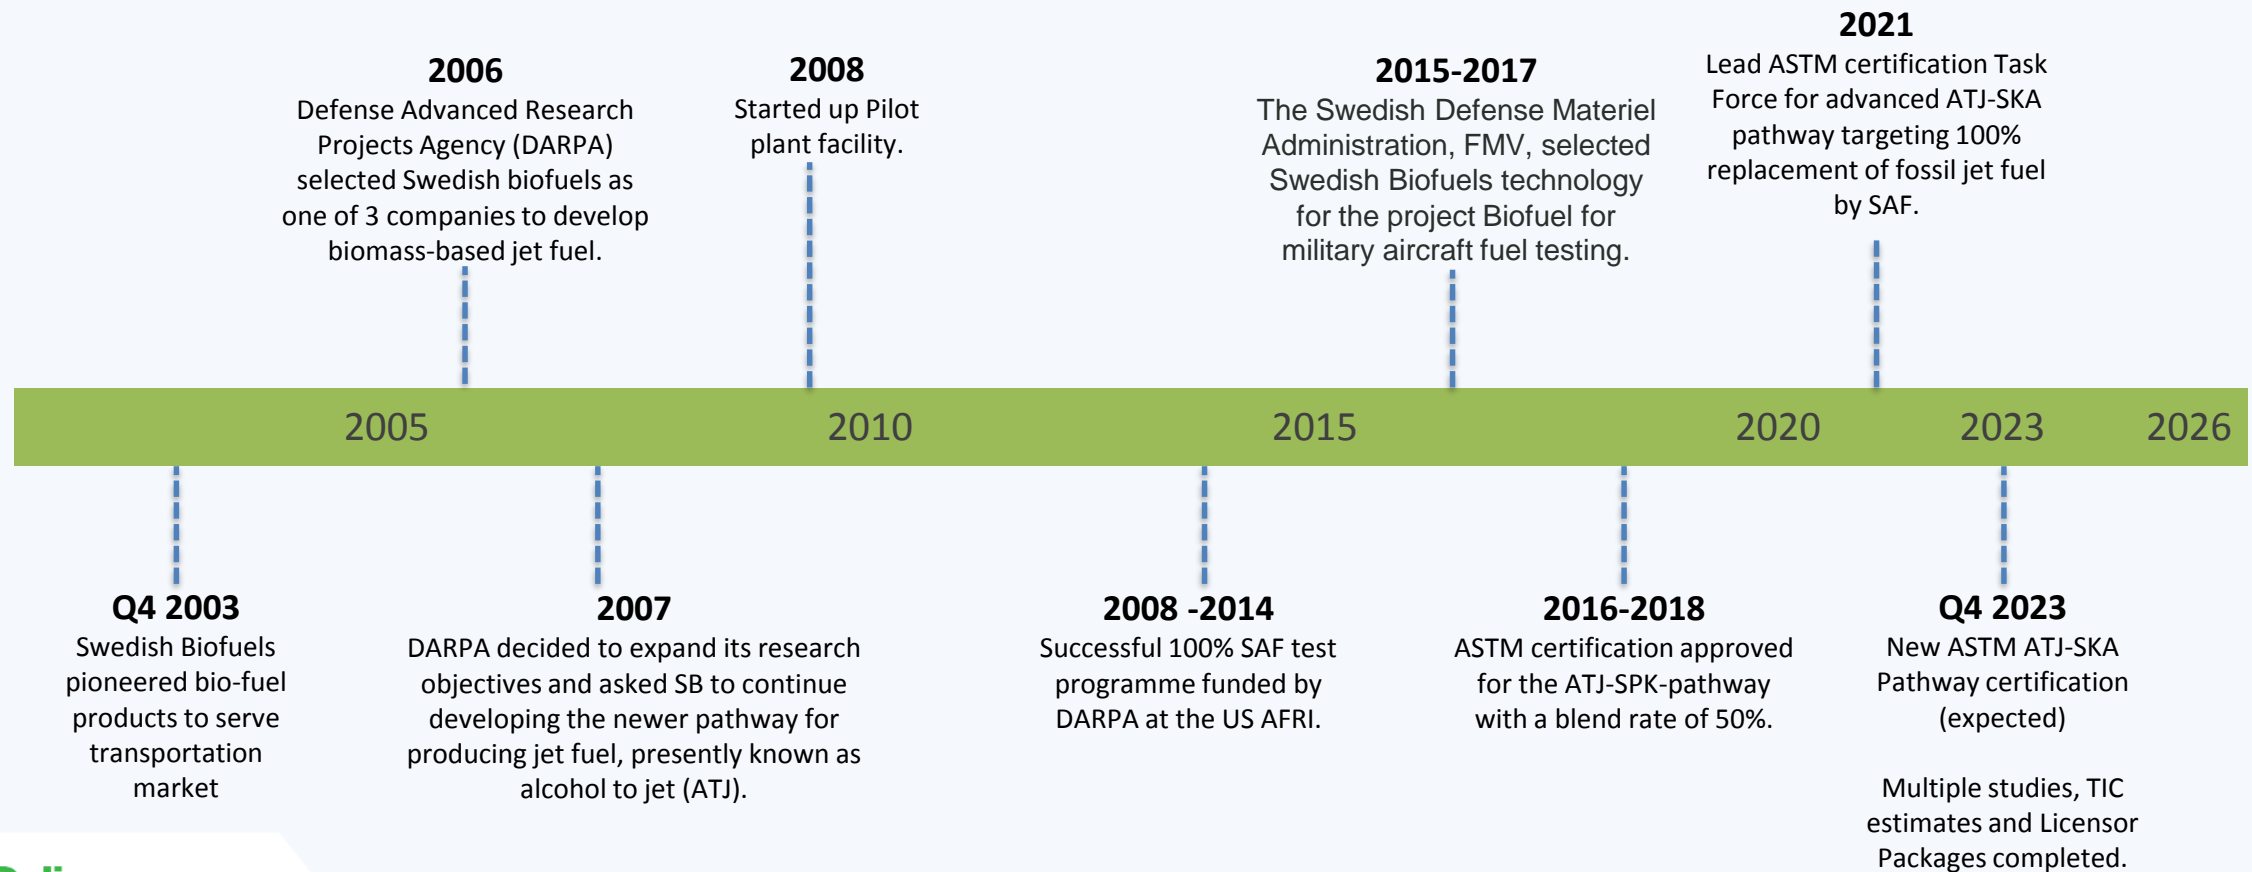 2006
Defense Advanced Research
Projects Agency (DARPA)
selected Swedish biofuels as
one of 3 companies to develop
biomass-based jet fuel.
2008
Started up Pilot
plant facility.
2015-2017
The Swedish Defense Materiel
Administration, FMV, selected
Swedish Biofuels technology
for the project Biofuel for
military aircraft fuel testing.
2021
Lead ASTM certification Task
Force for advanced ATJ-SKA
pathway targeting 100%
replacement of fossil jet fuel
by SAF.
2005
2010
2015
2020
2023
2026
Q4 2003
Swedish Biofuels
pioneered bio-fuel
products to serve
transportation
market
2007
DARPA decided to expand its research
objectives and asked SB to continue
developing the newer pathway for
producing jet fuel, presently known as
alcohol to jet (ATJ).
2008 -2014
Successful 100% SAF test
programme funded by
DARPA at the US AFRI.
2016-2018
ASTM certification approved
for the ATJ-SPK-pathway
with a blend rate of 50%.
Q4 2023
New ASTM ATJ-SKA
Pathway certification
(expected)
Multiple studies, TIC
estimates and Licensor
Packages completed.